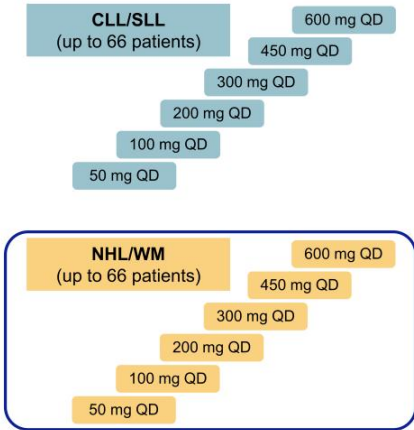 CLL/SLL
(up to 66 patients)
600 mg QD
450 mg QD
300 mg QD
200 mg QD
100 mg QD
50 mg QD
NHL/WM
(up to 66 patients)
600 mg QD
450 mg QD
300 mg QD
200 mg QD
100 mg QD
50 mg QD